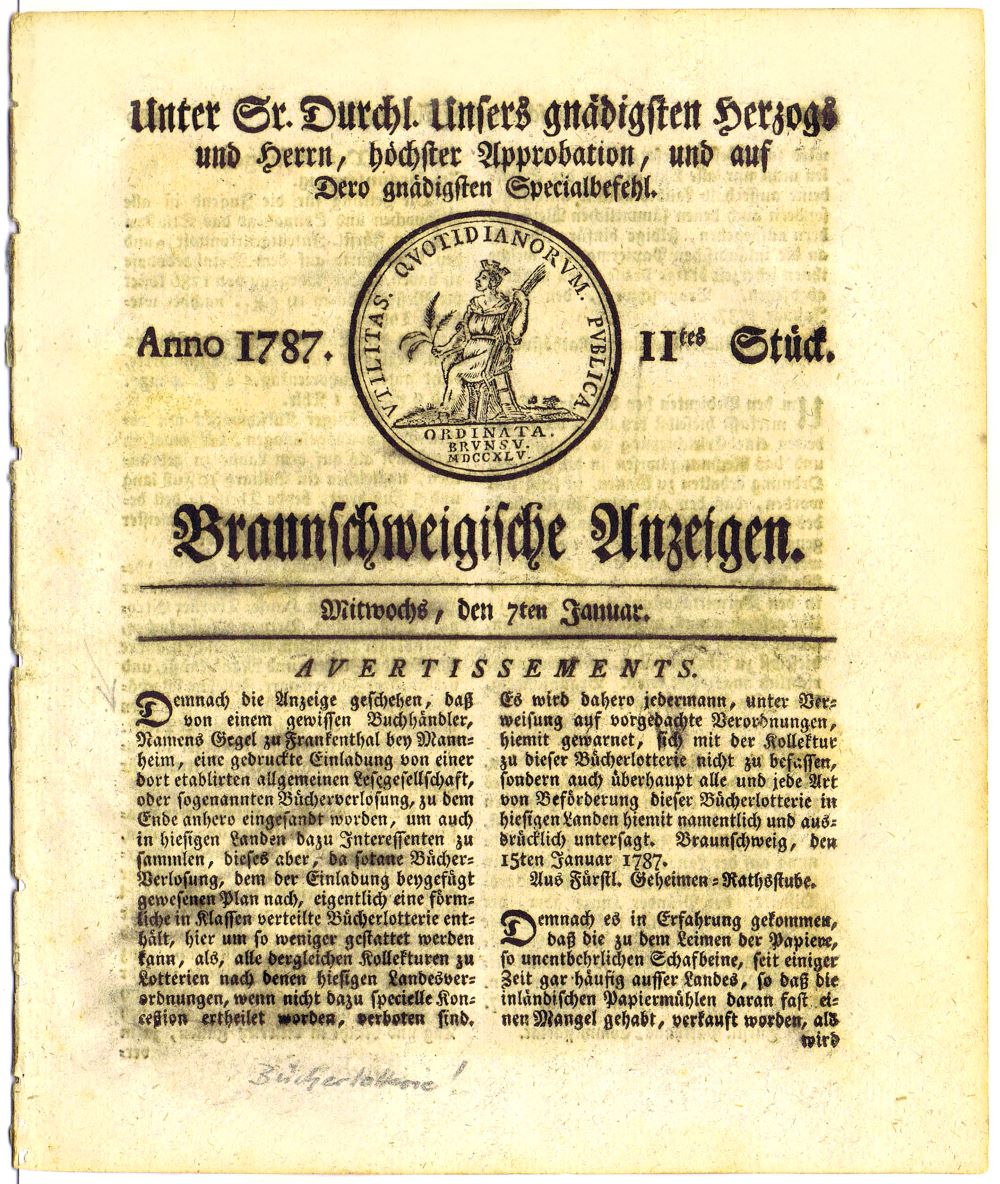 Unter Sr. Durchl. Unsers gnädigsten Herzogs
und Herrn, höchster Approbation, und auf
Dero gnädigsten Specialbefehl.
UTILITAS. QVOTIDIANORVM. PVBLICA
ORDINATA.
BRVNSV.
MDCCXLV.
Anno 1787.
11tes Stück.
Braunschweigische Anzeigen.
Mitwochs, den 7ten Januar.
AVERTISSEMENTS.
Demnach die Anzeige geschehen, daß
von einem gewissen Buchhändler,
Namens Gegel zu Frankenthal bey Mann-
heim, eine gedruckte Einladung von einer
dort etablirten allgemeinen Lesegesellschaft,
oder sogenannten Bücherverlosung, zu dem
Ende anhero eingesandt worden, um auch
in hiesigen Landen dazu Interessenten zu
sammlen, dieses aber, da sotane Bücher-
Verlosung, dem der Einladung beygefügt
gewesenen Plan nach, eigentlich eine förm-
liche in Klassen verteilte Bücherlotterie ent-
hält, hier um so weniger gestattet werden
kann, als, alle dergleichen Kollekturen zu
Lotterien nach denen hiesigen Landesver-
ordnungen, wenn nicht dazu specielle Kon-
ceßion ertheilet worden, verboten sind.
Es wird dahero jedermann, unter Ver-
weisung auf vorgedachte Verordnungen,
hiemit gewarnet, sich mit der Kollektur
zu dieser Bücherlotterie nicht zu befassen,
sondern auch überhaupt alle und jede Art
von Beförderung dieser Bücherlotterie in
hiesigen Landen hiemit namentlich und aus-
drücklich untersagt. Braunschweig, den
15ten Januar 1787.
Aus Fürstl. Geheimen-Rathsstube.
Demnach es in Erfahrung gekommen,
daß die zu dem Leimen der Papiere,
so unentbehrlichen Schafbeine, seit einiger
Zeit gar häufig ausser Landes, so daß die
inländischen Papiermühlen daran fast ei-
nen Mangel gehabt, verkauft worden, als
wird
Bücherlotterie!